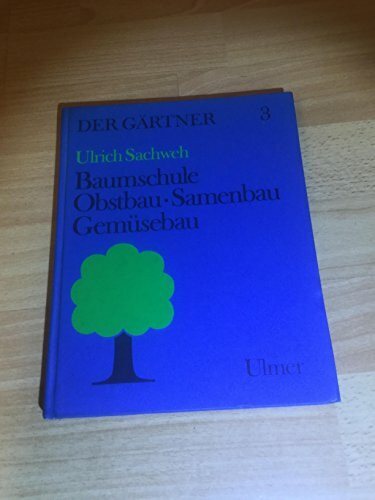 DER GÄRTNER 3
Ulrich Sachweh
Baumschule
Obstbau · Samenbau
Gemüsebau
Ulmer